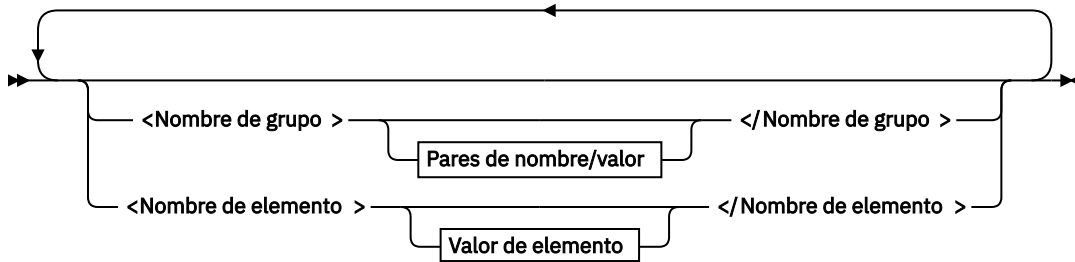 <Nombre de grupo > </ Nombre de grupo >
Pares de nombre/valor
<Nombre de elemento > </ Nombre de elemento >
Valor de elemento